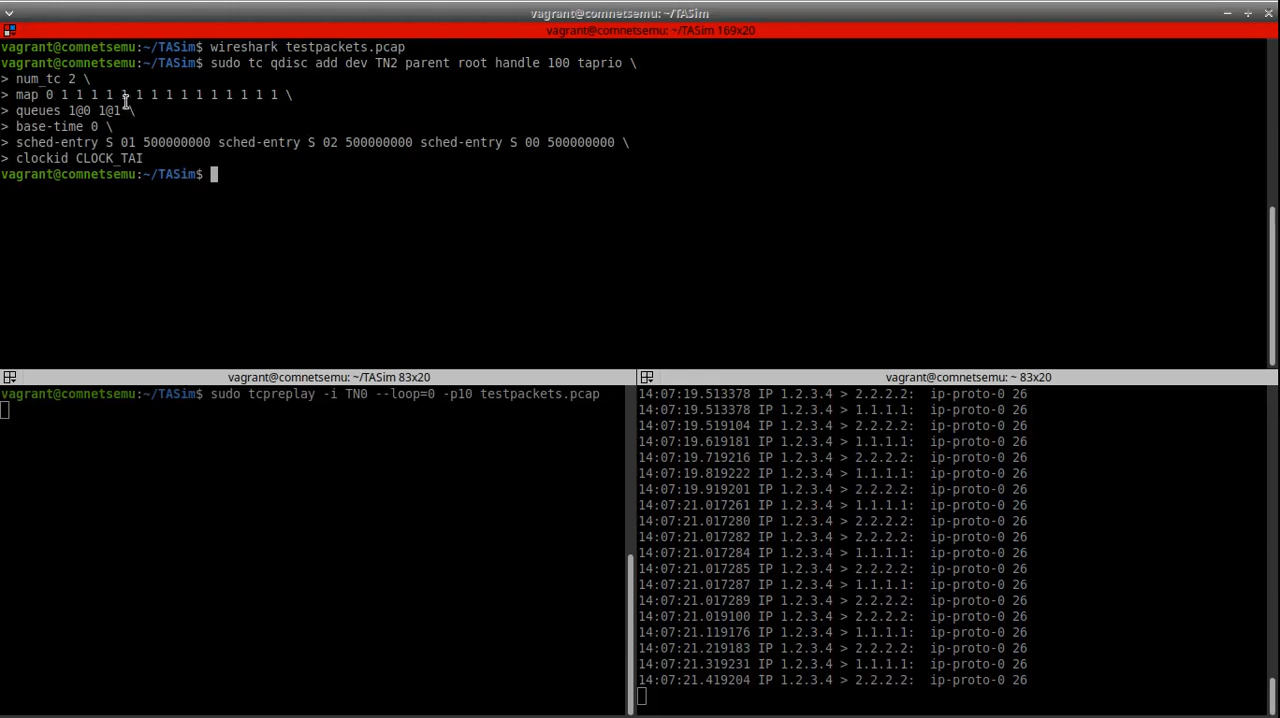 vagrant@comnetsemu: ~/TASim
vagrant@comnetsemu: ~/TASim 169x20
vagrant@comnetsemu:~/TASim$ wireshark testpackets.pcap
vagrant@comnetsemu:~/TASim$ sudo tc qdisc add dev TN2 parent root handle 100 taprio \
> num_tc 2 \
> map 0 1 1 1 1 1 1 1 1 1 1 1 1 1 1 1 \
> queues 1@0 1@1 \
> base-time 0 \
> sched-entry S 01 500000000 sched-entry S 02 500000000 sched-entry S 00 500000000 \
> clockid CLOCK_TAI
vagrant@comnetsemu:~/TASim$
vagrant@comnetsemu: ~/TASim 83x20
vagrant@comnetsemu:~/TASim$ sudo tcpreplay -i TN0 --loop=0 -p10 testpackets.pcap
vagrant@comnetsemu: ~ 83x20
14:07:19.513378 IP 1.2.3.4 > 2.2.2.2:  ip-proto-0 26
14:07:19.513378 IP 1.2.3.4 > 1.1.1.1:  ip-proto-0 26
14:07:19.519104 IP 1.2.3.4 > 2.2.2.2:  ip-proto-0 26
14:07:19.619181 IP 1.2.3.4 > 1.1.1.1:  ip-proto-0 26
14:07:19.719216 IP 1.2.3.4 > 2.2.2.2:  ip-proto-0 26
14:07:19.819222 IP 1.2.3.4 > 1.1.1.1:  ip-proto-0 26
14:07:19.919201 IP 1.2.3.4 > 2.2.2.2:  ip-proto-0 26
14:07:21.017261 IP 1.2.3.4 > 1.1.1.1:  ip-proto-0 26
14:07:21.017280 IP 1.2.3.4 > 2.2.2.2:  ip-proto-0 26
14:07:21.017282 IP 1.2.3.4 > 2.2.2.2:  ip-proto-0 26
14:07:21.017284 IP 1.2.3.4 > 1.1.1.1:  ip-proto-0 26
14:07:21.017285 IP 1.2.3.4 > 2.2.2.2:  ip-proto-0 26
14:07:21.017287 IP 1.2.3.4 > 1.1.1.1:  ip-proto-0 26
14:07:21.017289 IP 1.2.3.4 > 2.2.2.2:  ip-proto-0 26
14:07:21.019100 IP 1.2.3.4 > 2.2.2.2:  ip-proto-0 26
14:07:21.119176 IP 1.2.3.4 > 1.1.1.1:  ip-proto-0 26
14:07:21.219183 IP 1.2.3.4 > 2.2.2.2:  ip-proto-0 26
14:07:21.319231 IP 1.2.3.4 > 1.1.1.1:  ip-proto-0 26
14:07:21.419204 IP 1.2.3.4 > 2.2.2.2:  ip-proto-0 26